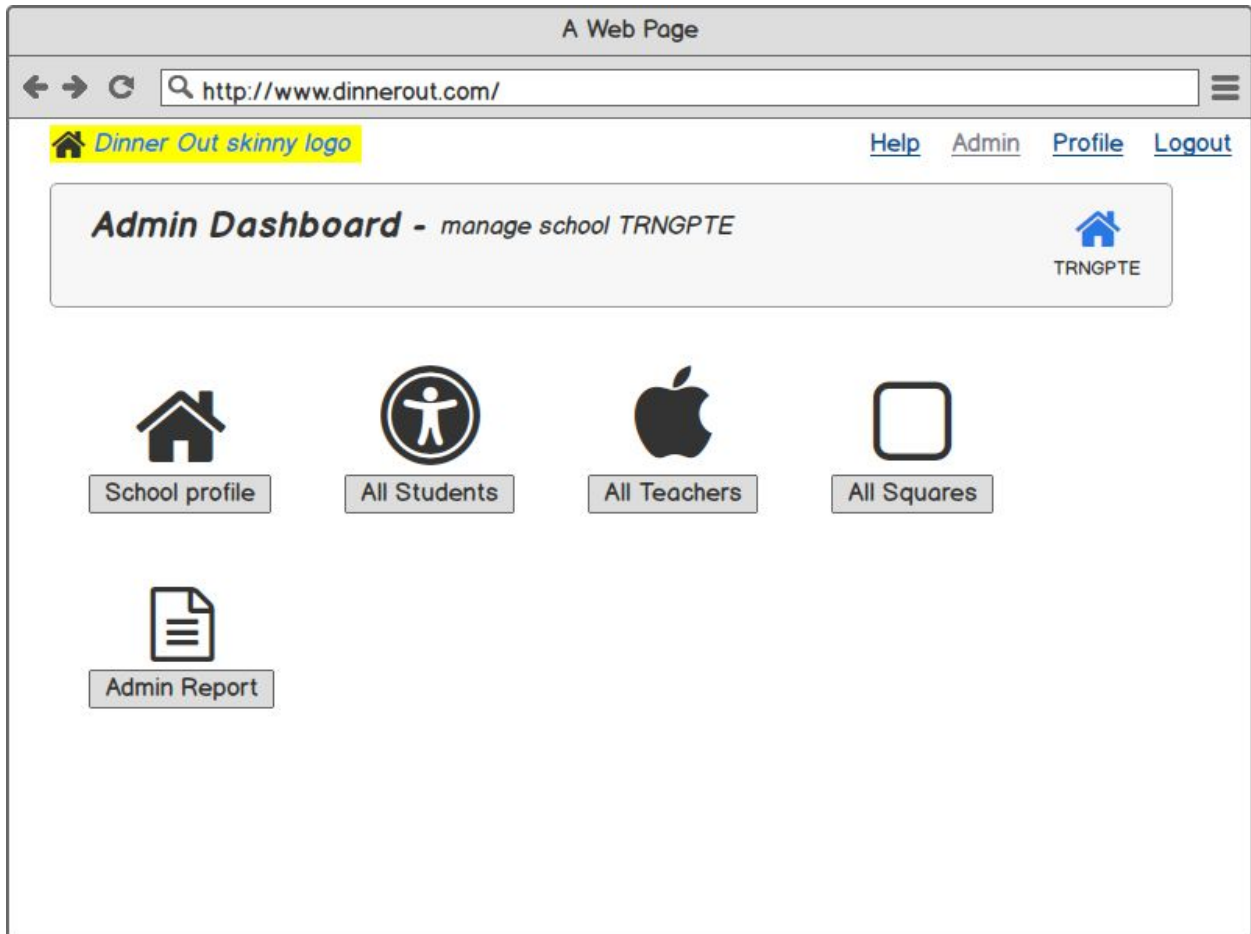 A Web Page
http://www.dinnerout.com/
Dinner Out skinny logo Help Admin Profile Logout
Admin Dashboard - manage school TRNGPTE
TRNGPTE
School profile All Students All Teachers All Squares
Admin Report